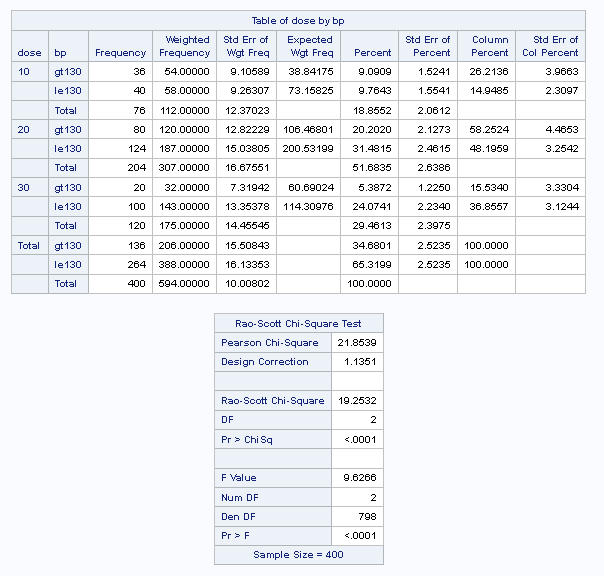 Table of dose by bp
dose bp Frequency Weighted Frequency Std Err of Wgt Freq Expected Wgt Freq Percent Std Err of Percent Column Percent Std Err of Col Percent
10 gt130 36 54.00000 9.10589 38.84175 9.0909 1.5241 26.2136 3.9663
le130 40 58.00000 9.26307 73.15825 9.7643 1.5541 14.9485 2.3097
Total 76 112.00000 12.37023 18.8552 2.0612
20 gt130 80 120.00000 12.82229 106.46801 20.2020 2.1273 58.2524 4.4653
le130 124 187.00000 15.03805 200.53199 31.4815 2.4615 48.1959 3.2542
Total 204 307.00000 16.67551 51.6835 2.6386
30 gt130 20 32.00000 7.31942 60.69024 5.3872 1.2250 15.5340 3.3304
le130 100 143.00000 13.35378 114.30976 24.0741 2.2340 36.8557 3.1244
Total 120 175.00000 14.45545 29.4613 2.3975
Total gt130 136 206.00000 15.50843 34.6801 2.5235 100.0000
le130 264 388.00000 16.13353 65.3199 2.5235 100.0000
Total 400 594.00000 10.00802 100.0000
Rao-Scott Chi-Square Test
Pearson Chi-Square 21.8539
Design Correction 1.1351
Rao-Scott Chi-Square 19.2532
DF 2
Pr > ChiSq <.0001
F Value 9.6266
Num DF 2
Den DF 798
Pr > F <.0001
Sample Size = 400